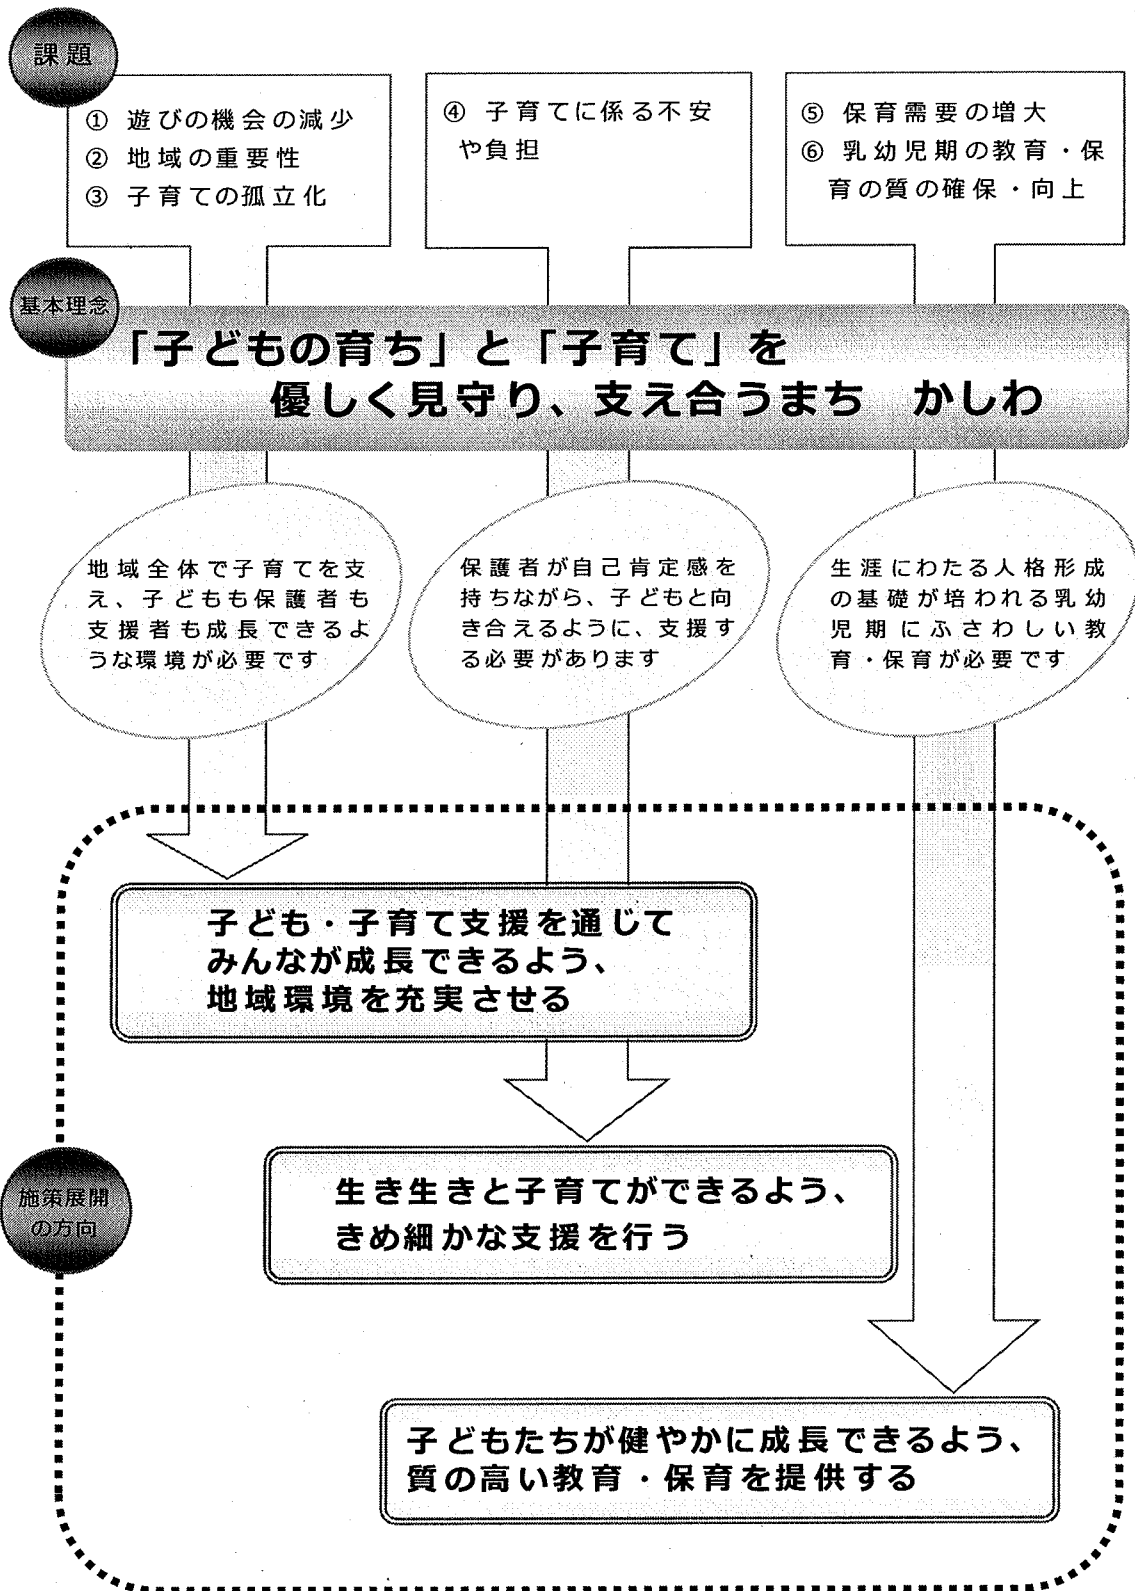 課題
① 遊びの機会の減少
② 地域の重要性
③ 子育ての孤立化
④ 子育てに係る不安
や負担
⑤ 保育需要の増大
⑥ 乳幼児期の教育・保
育の質の確保・向上
基本理念
「子どもの育ち」と「子育て」を
優しく見守り、支え合うまち　かしわ
地域全体で子育てを支
え、子どもも保護者も
支援者も成長できるよ
うな環境が必要です
保護者が自己肯定感を
持ちながら、子どもと向
き合えるように、支援す
る必要があります
生涯にわたる人格形成
の基礎が培われる乳幼
児期にふさわしい教
育・保育が必要です
子ども・子育て支援を通じて
みんなが成長できるよう、
地域環境を充実させる
施策展開
の方向
生き生きと子育てができるよう、
きめ細かな支援を行う
子どもたちが健やかに成長できるよう、
質の高い教育・保育を提供する